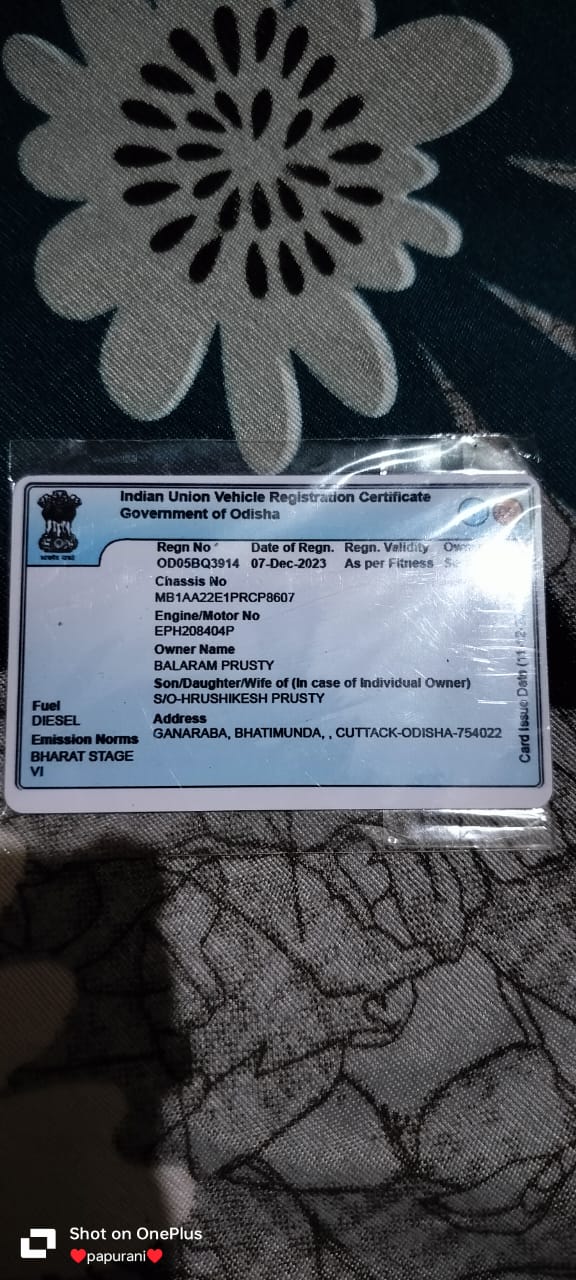 Indian Union Vehicle Registration Certificate
Government of Odisha
Regn No Date of Regn. Regn. Validity
OD05BQ3914 07-Dec-2023 As per Fitness
Chassis No
MB1AA22E1PRCP8607
Engine/Motor No
EPH208404P
Owner Name
BALARAM PRUSTY
Son/Daughter/Wife of (In case of Individual Owner)
S/O-HRUSHIKESH PRUSTY
Fuel
DIESEL
Address
GANARABA, BHATIMUNDA, , CUTTACK-ODISHA-754022
Emission Norms
BHARAT STAGE
VI
Card Issue Date
Shot on OnePlus
❤️papurani❤️